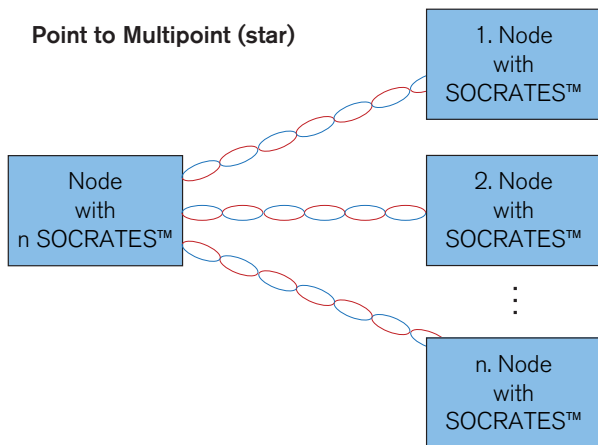 Point to Multipoint (star)
1. Node
with
SOCRATES™
Node
with
n SOCRATES™
2. Node
with
SOCRATES™
⋮
n. Node
with
SOCRATES™